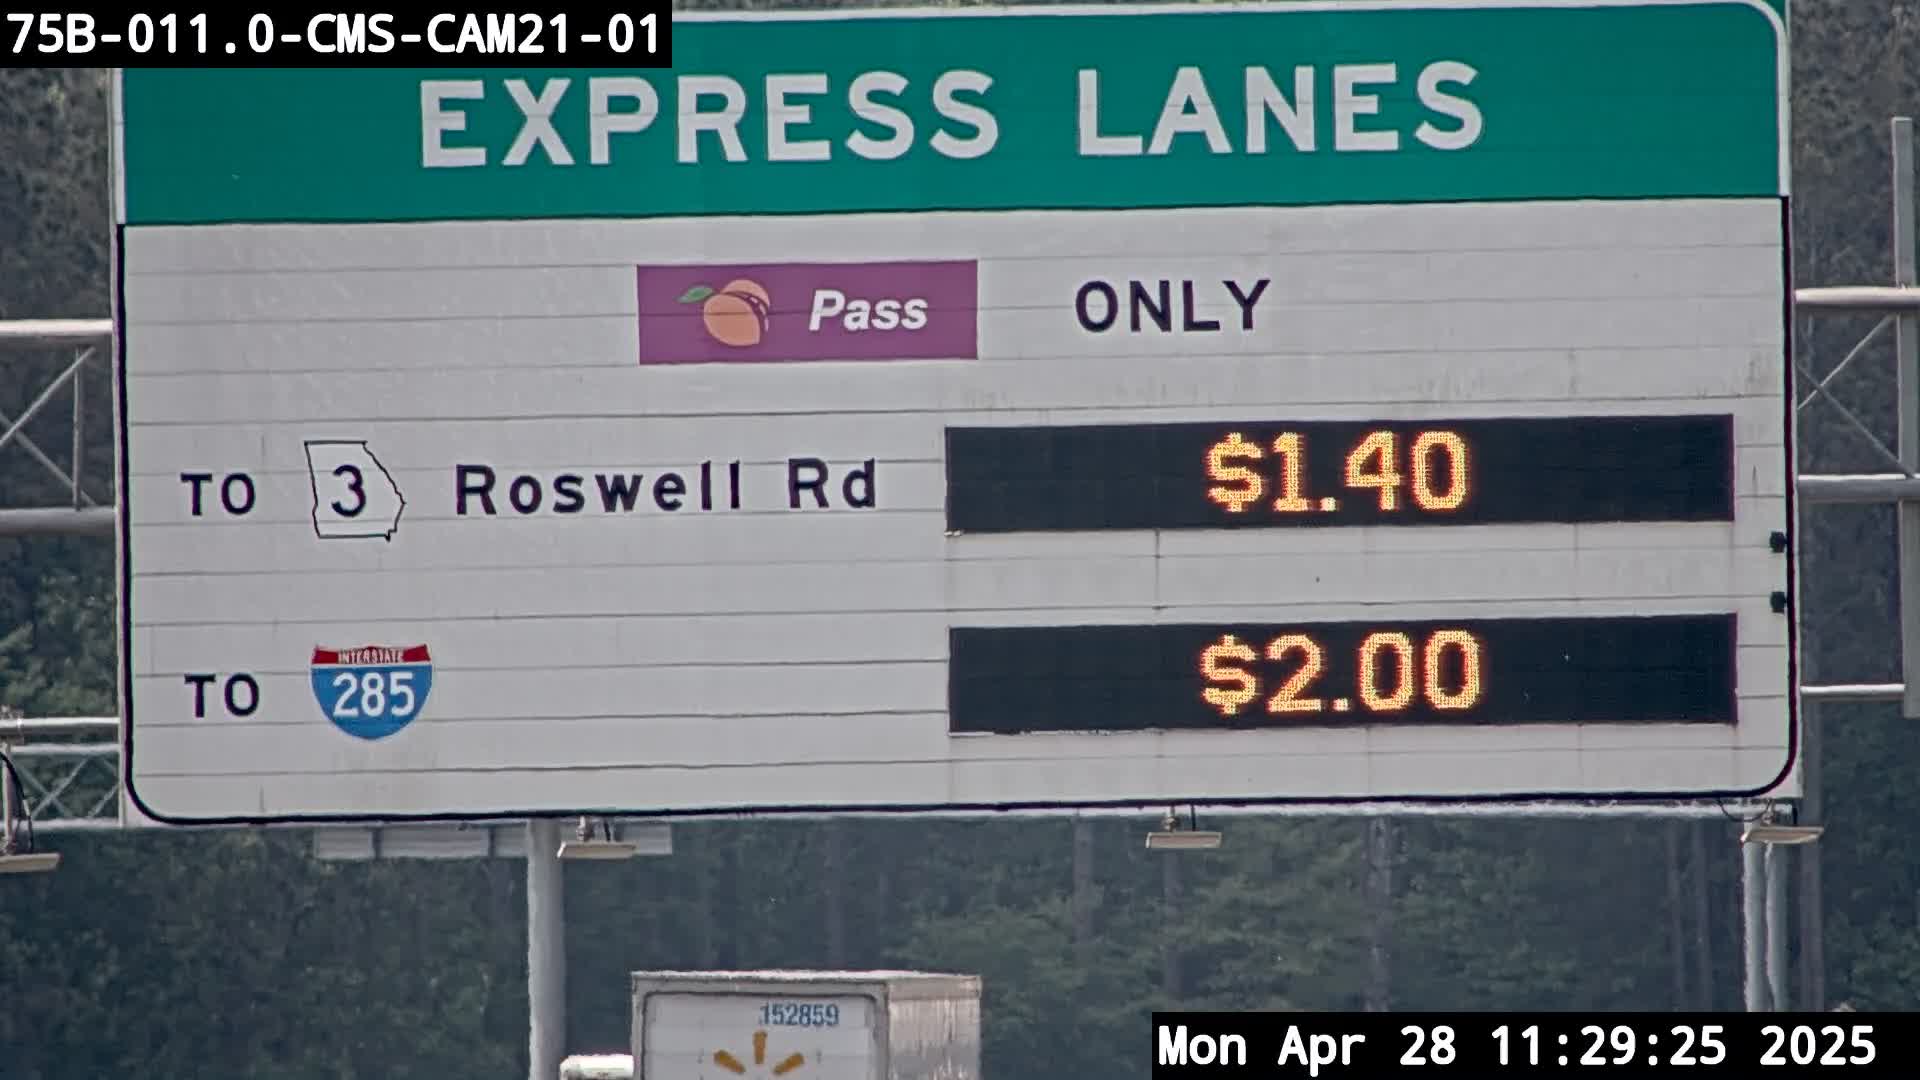 75B-011.0-CMS-CAM21-01
EXPRESS LANES
Pass ONLY
TO 3 Roswell Rd $1.40
TO INTERSTATE 285 $2.00
152859
Mon Apr 28 11:29:25 2025